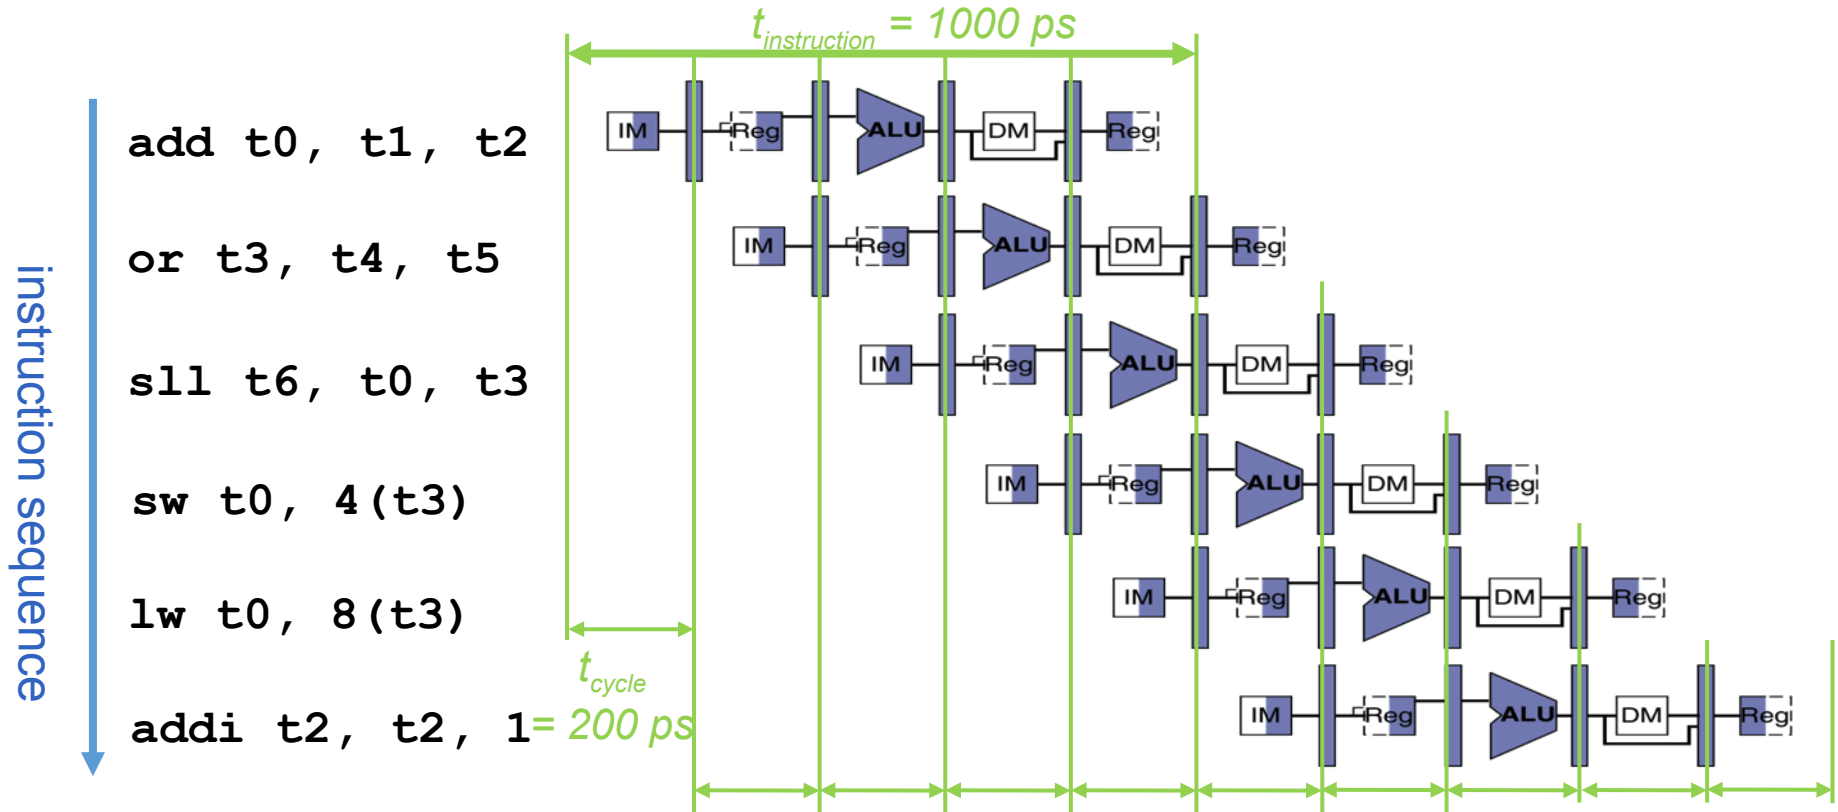 t_instruction = 1000 ps
instruction sequence
add t0, t1, t2
IM Reg ALU DM Reg
or t3, t4, t5
IM Reg ALU DM Reg
sll t6, t0, t3
IM Reg ALU DM Reg
sw t0, 4(t3)
IM Reg ALU DM Reg
lw t0, 8(t3)
IM Reg ALU DM Reg
t_cycle
= 200 ps
addi t2, t2, 1
IM Reg ALU DM Reg